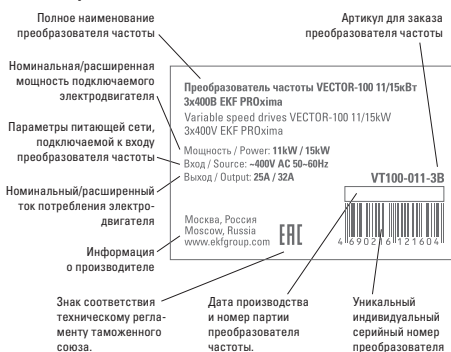 Полное наименование
преобразователя частоты
Артикул для заказа
преобразователя частоты
Номинальная/расширенная
мощность подключаемого
электродвигателя
Параметры питающей сети,
подключаемой к входу
преобразователя частоты
Номинальный/расширенный
ток потребления электро-
двигателя
Информация
о производителе
Преобразователь частоты VECTOR-100 11/15кВт
3х400В EKF PROxima
Variable speed drives VECTOR-100 11/15kW
3x400V EKF PROxima
Мощность / Power: 11kW / 15kW
Вход / Source: ~400V AC 50~60Hz
Выход / Output: 25A / 32A
VT100-011-3B
Москва, Россия
Moscow, Russia
www.ekfgroup.com
EAC
4 690216 121604
Знак соответствия
техническому регла-
менту таможенного
союза.
Дата производства
и номер партии
преобразователя
частоты.
Уникальный
индивидуальный
серийный номер
преобразователя